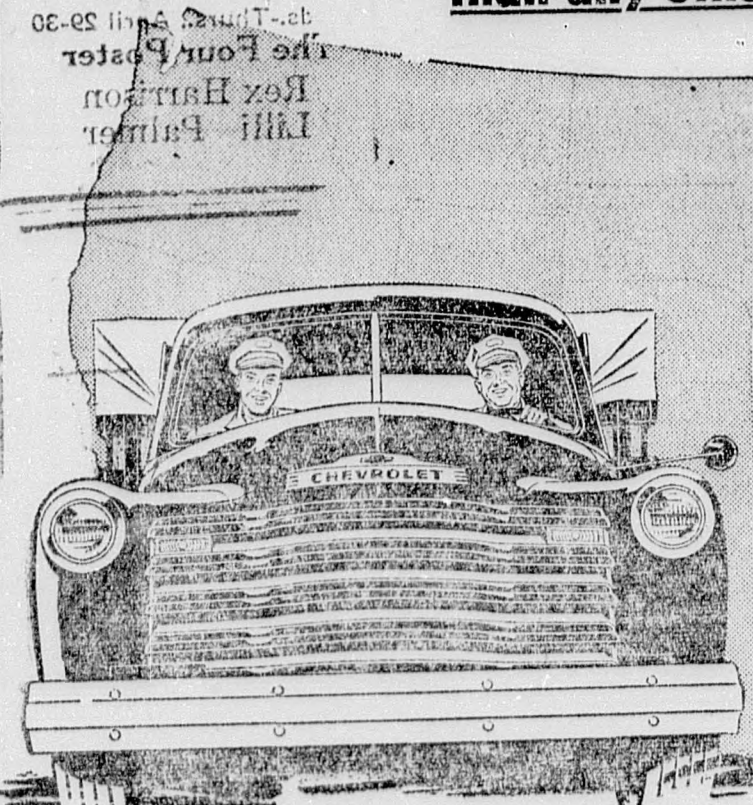 ds.-Thurs. April 29-30
The Four Poster
Rex Harrison
Lilli Palmer
CHEVROLET